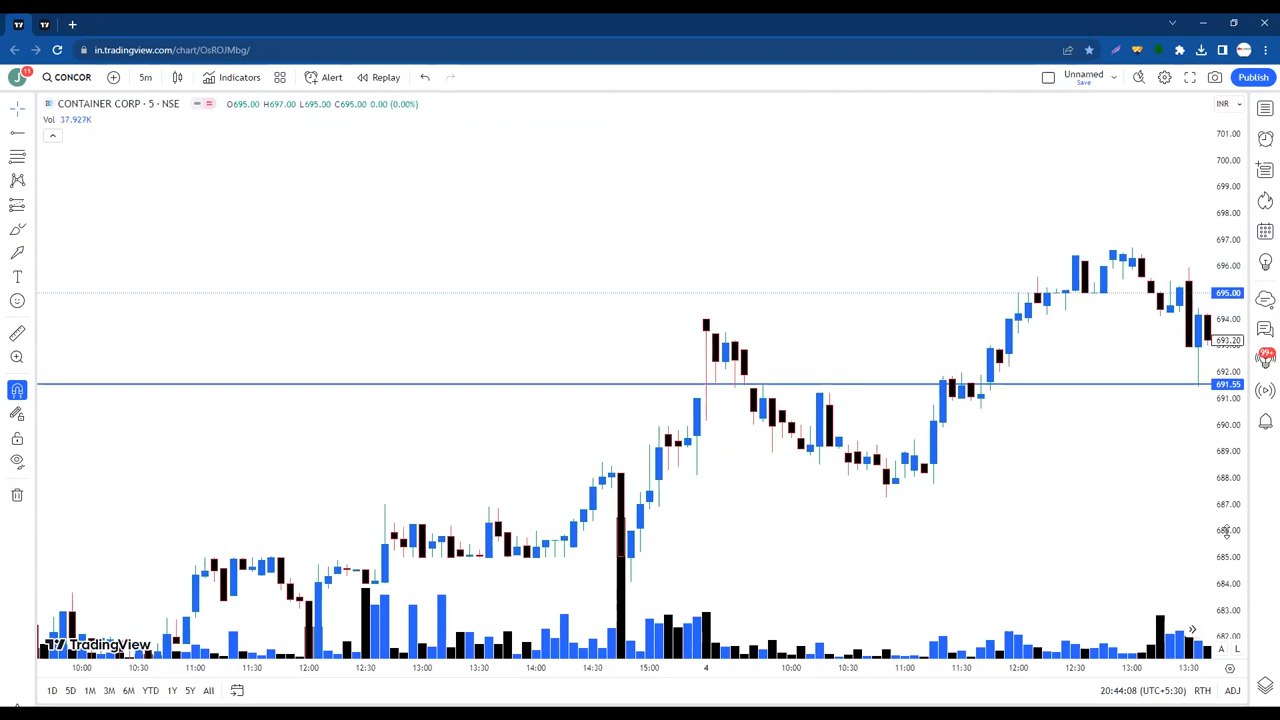 in.tradingview.com/chart/OsROJMbg/
J 11 CONCOR 5m Indicators Alert Replay Unnamed Save Publish
CONTAINER CORP · 5 · NSE O695.00 H697.00 L695.00 C695.00 0.00 (0.00%) INR
Vol 37.927K
701.00
700.00
699.00
698.00
697.00
696.00
695.00
694.00
693.20
692.00
691.55
691.00
690.00
689.00
688.00
687.00
685.00
684.00
683.00
682.00
99+
TradingView
A L
10:00 10:30 11:00 11:30 12:00 12:30 13:00 13:30 14:00 14:30 15:00 4 10:00 10:30 11:00 11:30 12:00 12:30 13:00 13:30
1D 5D 1M 3M 6M YTD 1Y 5Y All 20:44:08 (UTC+5:30) RTH ADJ